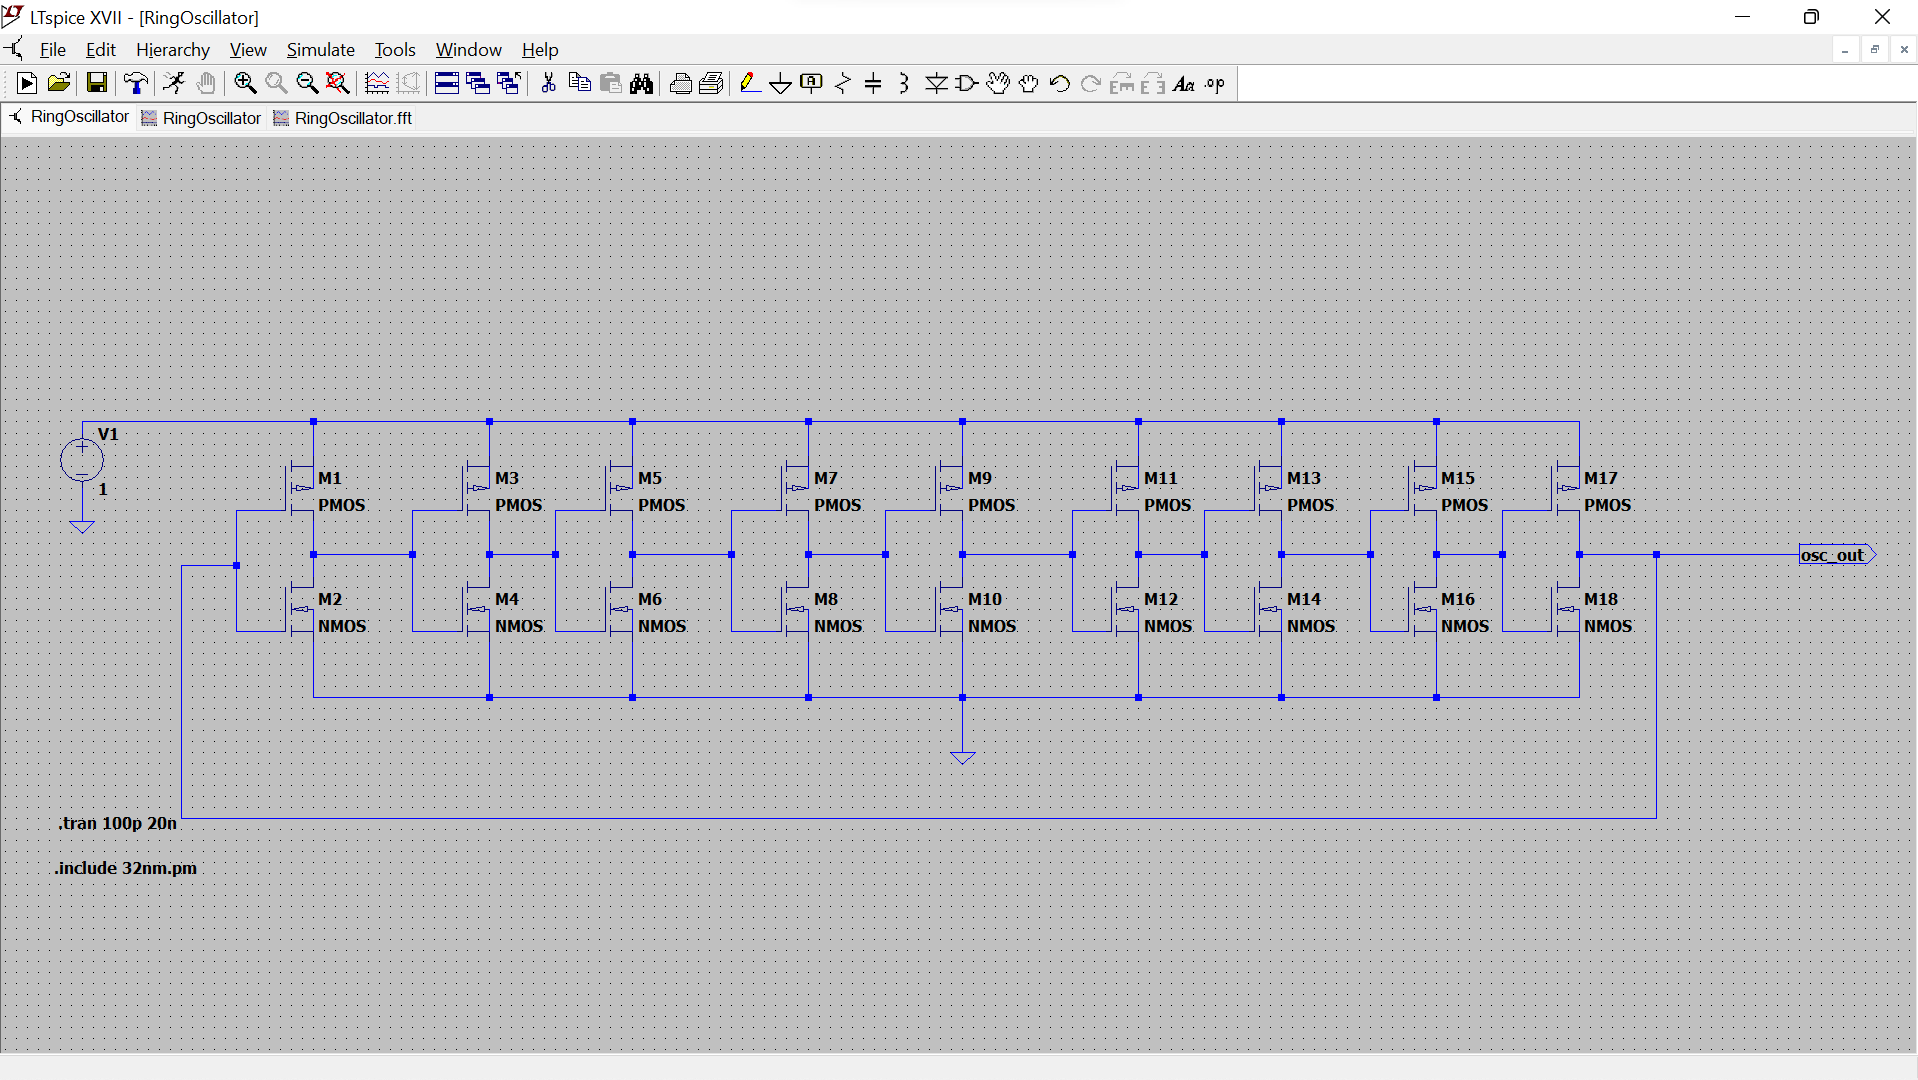 LTspice XVII - [RingOscillator]
File Edit Hierarchy View Simulate Tools Window Help
A Aa .op
RingOscillator RingOscillator RingOscillator.fft
V1
1
M1 M3 M5 M7 M9 M11 M13 M15 M17
PMOS PMOS PMOS PMOS PMOS PMOS PMOS PMOS PMOS
osc_out
M2 M4 M6 M8 M10 M12 M14 M16 M18
NMOS NMOS NMOS NMOS NMOS NMOS NMOS NMOS NMOS
.tran 100p 20n
.include 32nm.pm